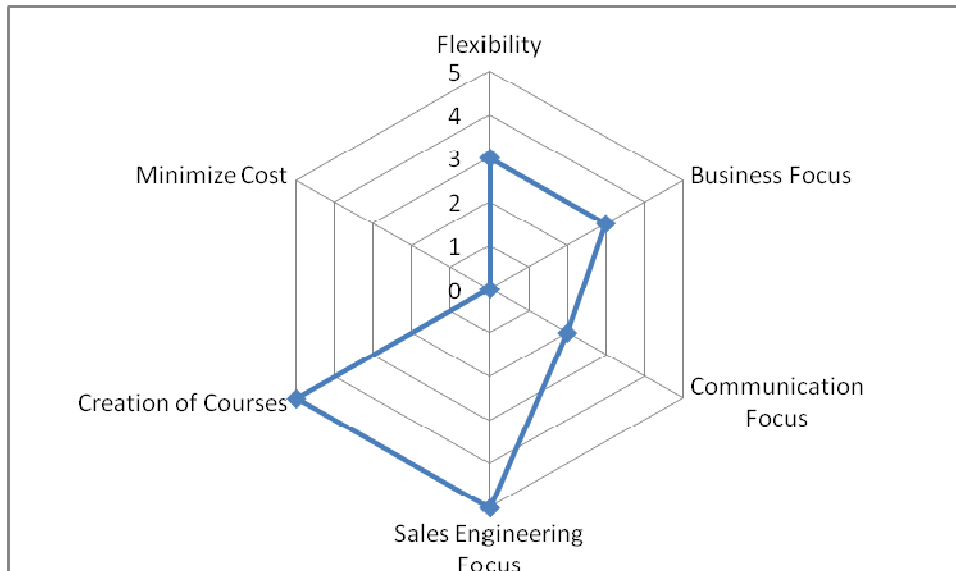 Flexibility
5
4
3
2
1
0
Minimize Cost
Business Focus
Creation of Courses
Communication
Focus
Sales Engineering
Focus